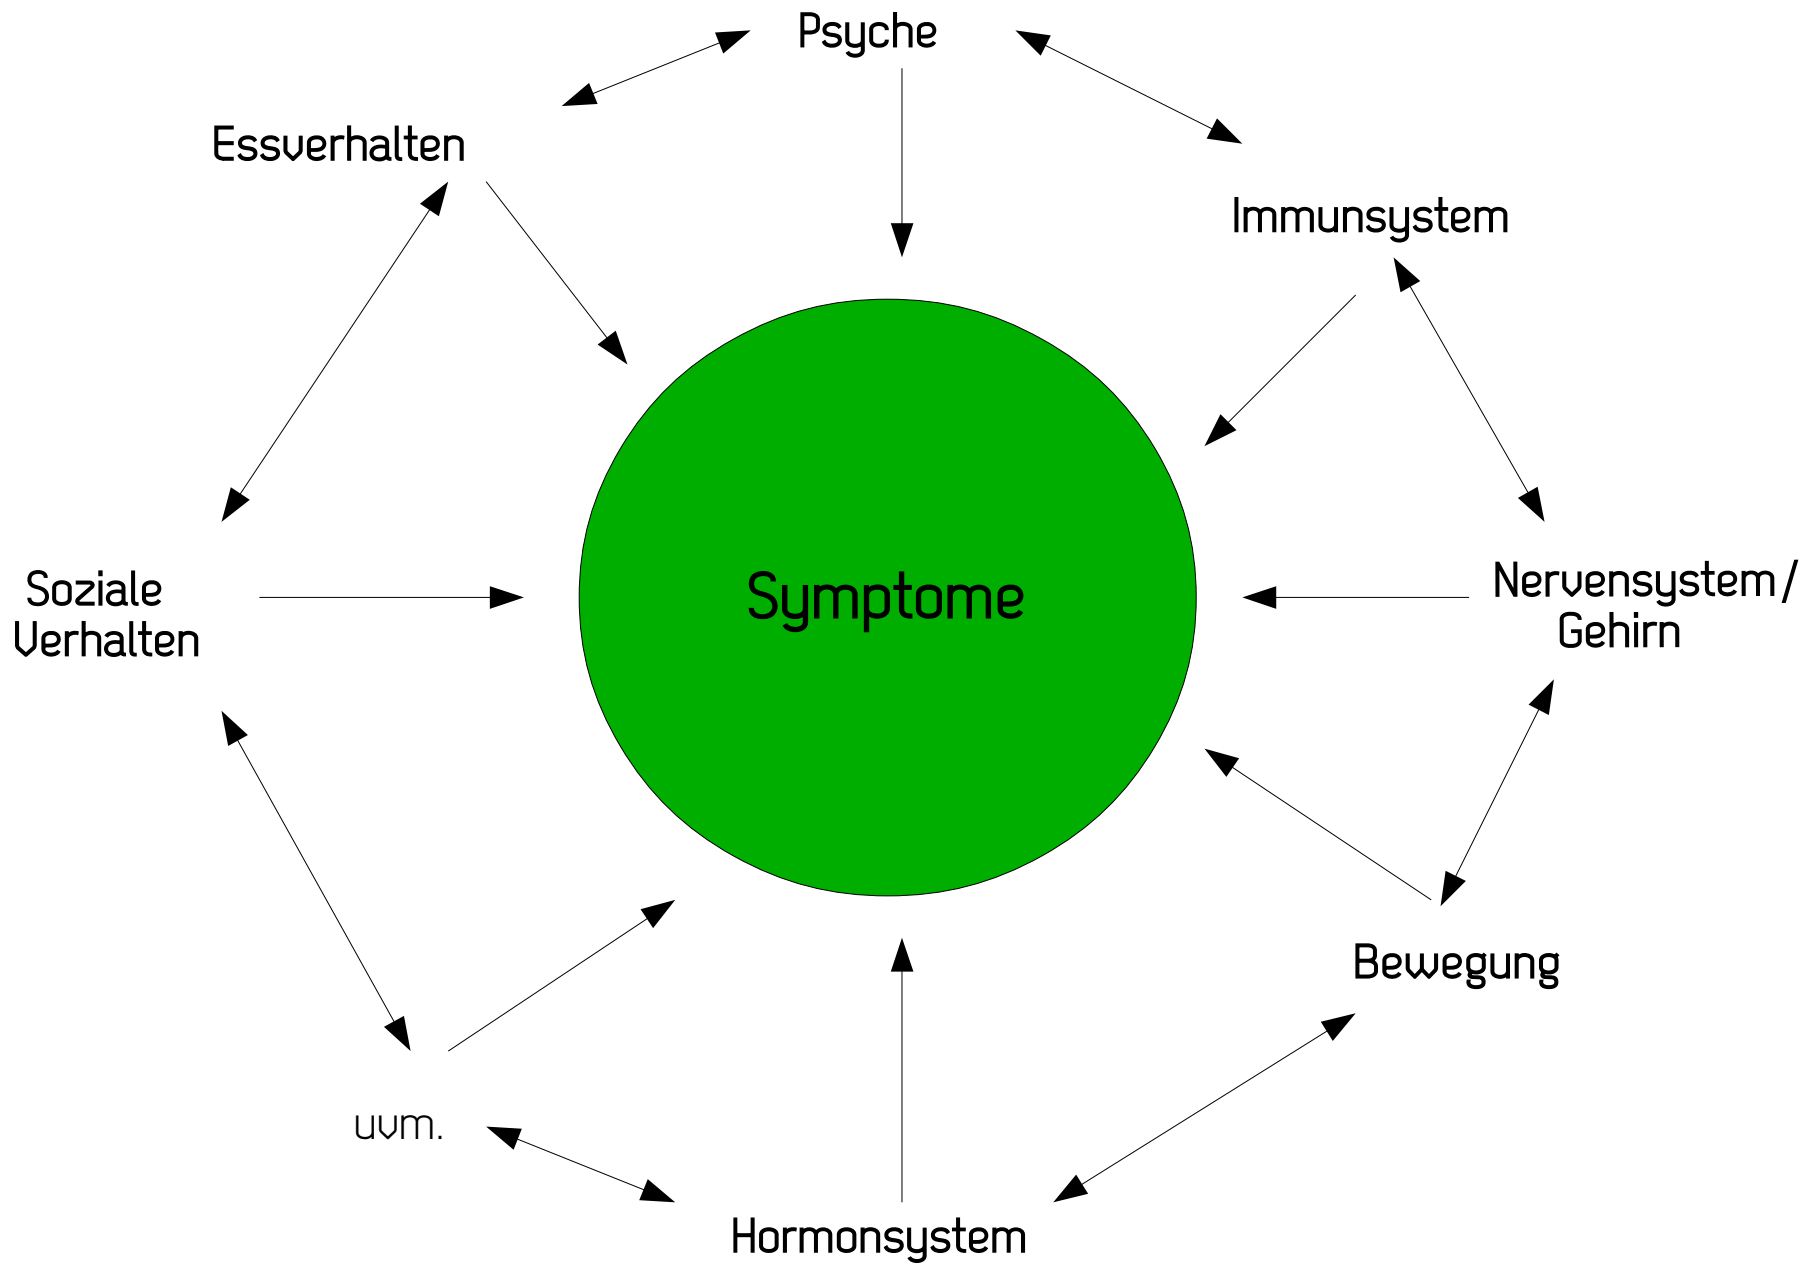 Psyche
Essverhalten
Immunsystem
Soziale
Verhalten
Symptome
Nervensystem/
Gehirn
Bewegung
uvm.
Hormonsystem